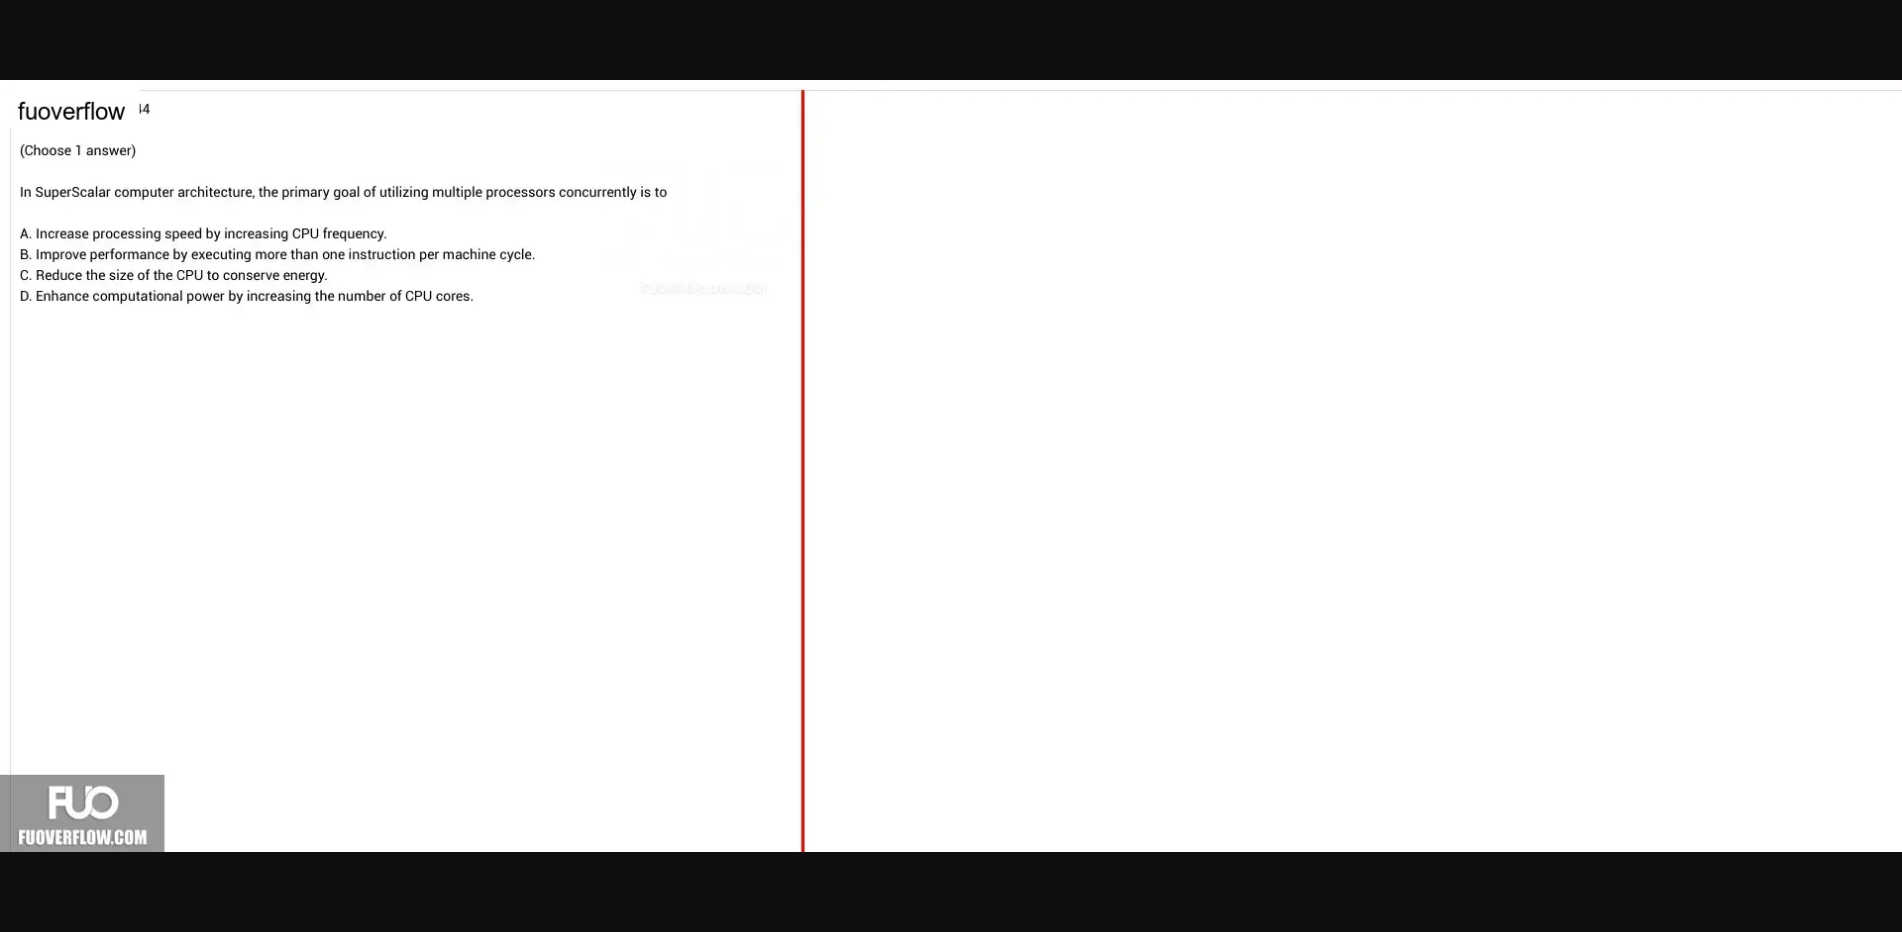 fuoverflow 44
(Choose 1 answer)
In SuperScalar computer architecture, the primary goal of utilizing multiple processors concurrently is to
A. Increase processing speed by increasing CPU frequency.
B. Improve performance by executing more than one instruction per machine cycle.
C. Reduce the size of the CPU to conserve energy.
D. Enhance computational power by increasing the number of CPU cores.
FUOVERFLOW.COM
FUO
FUOVERFLOW.COM